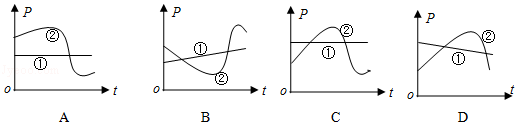 P P P P
② ① ② ②
① ② ① ①
o t o t o t o t
A B C D